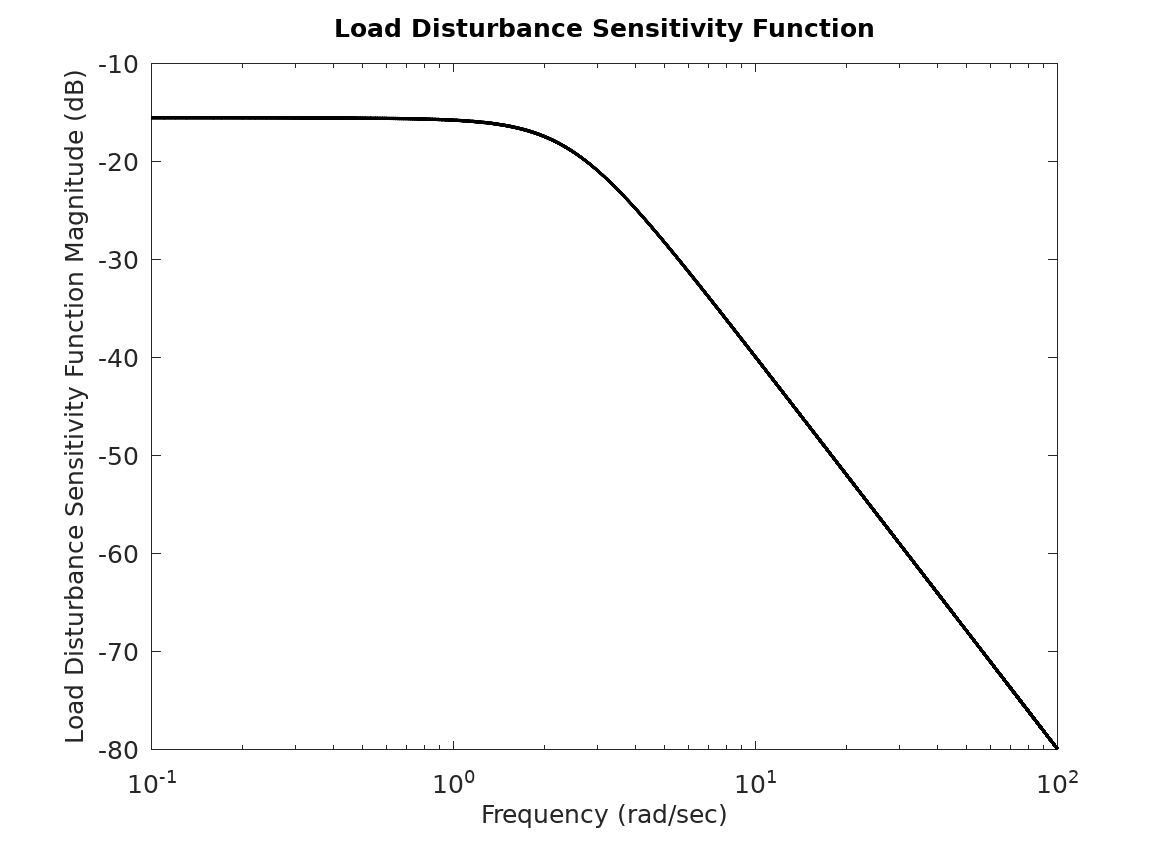 Load Disturbance Sensitivity Function
Load Disturbance Sensitivity Function Magnitude (dB)
-10
-20
-30
-40
-50
-60
-70
-80
10^-1 10^0 10^1 10^2
Frequency (rad/sec)